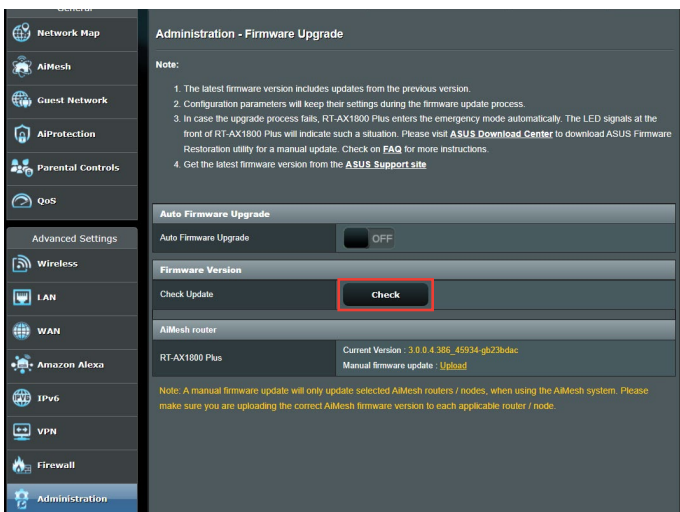 General
Network Map
AiMesh
Guest Network
AiProtection
Parental Controls
QoS
Advanced Settings
Wireless
LAN
WAN
Amazon Alexa
IPv6
VPN
Firewall
Administration
Administration - Firmware Upgrade
Note:
1. The latest firmware version includes updates from the previous version.
2. Configuration parameters will keep their settings during the firmware update process.
3. In case the upgrade process fails, RT-AX1800 Plus enters the emergency mode automatically. The LED signals at the
front of RT-AX1800 Plus will indicate such a situation. Please visit ASUS Download Center to download ASUS Firmware
Restoration utility for a manual update. Check on FAQ for more instructions.
4. Get the latest firmware version from the ASUS Support site
Auto Firmware Upgrade
Auto Firmware Upgrade OFF
Firmware Version
Check Update Check
AiMesh router
RT-AX1800 Plus
Current Version : 3.0.0.4.386_45934-gb23bdac
Manual firmware update : Upload
Note: A manual firmware update will only update selected AiMesh routers / nodes, when using the AiMesh system. Please
make sure you are uploading the correct AiMesh firmware version to each applicable router / node.